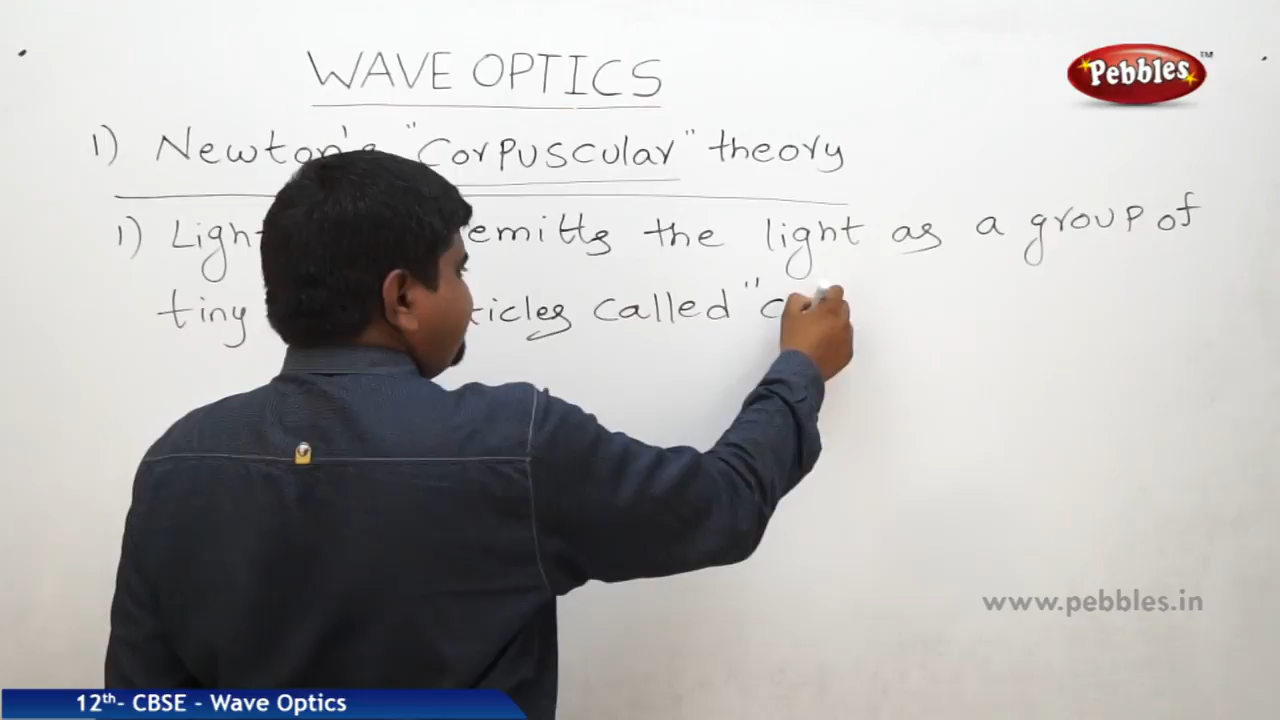 WAVE OPTICS
Pebbles™
1) Newton's "Corpuscular" theory
1) Light emitts the light as a group of
tiny called "c
www.pebbles.in
12th- CBSE - Wave Optics